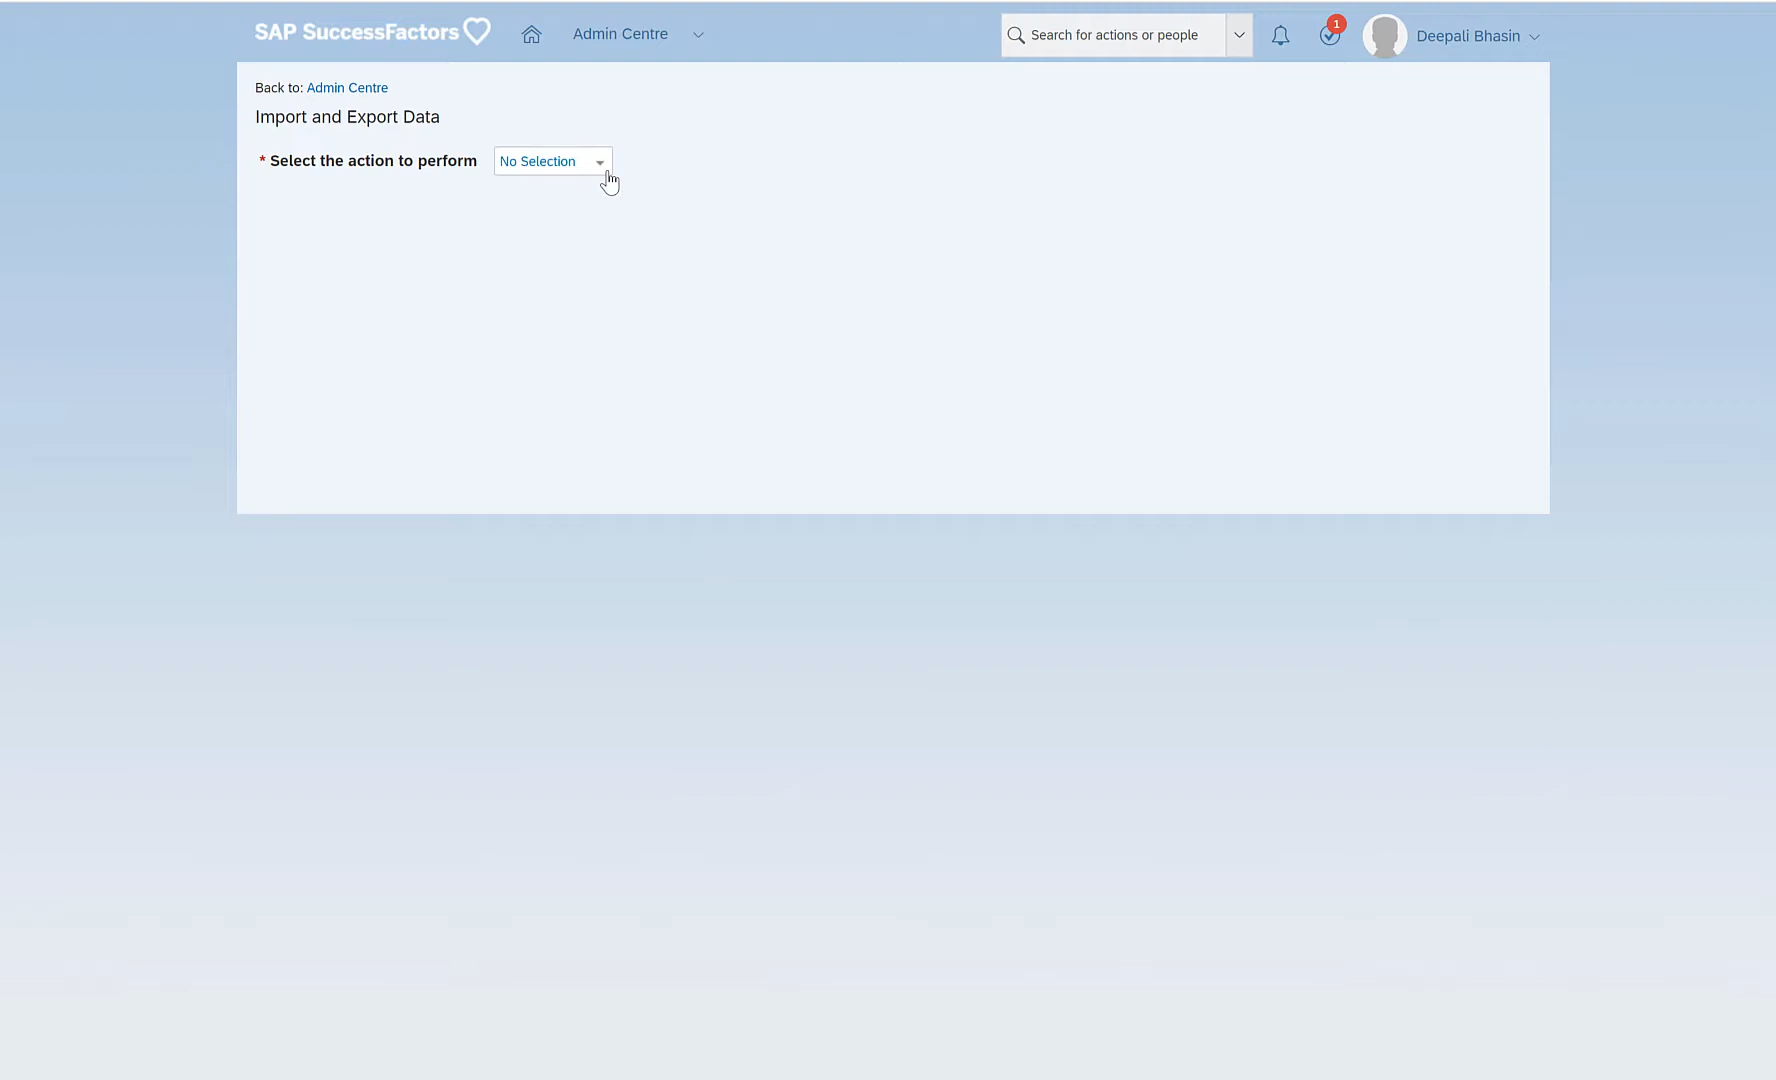 SAP SuccessFactors
Admin Centre
Search for actions or people
1
Deepali Bhasin
Back to: Admin Centre
Import and Export Data
* Select the action to perform No Selection